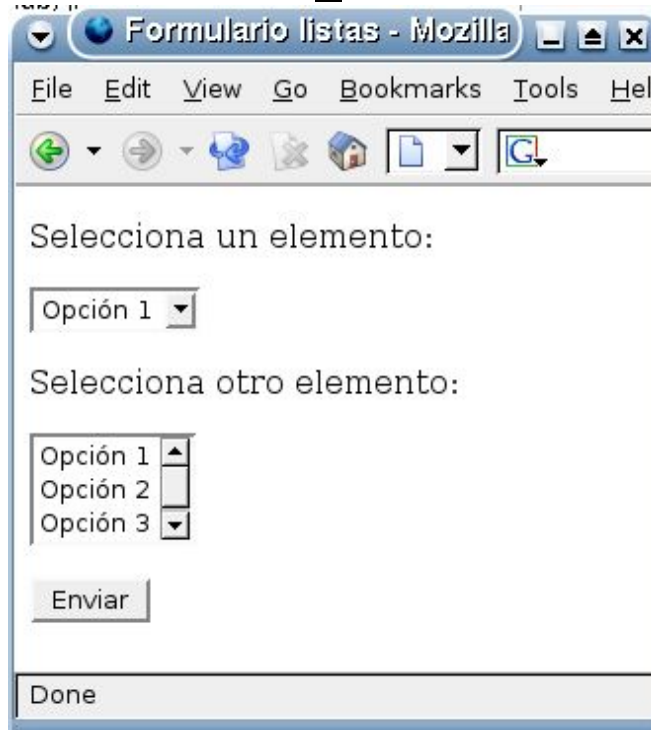 Formulario listas - Mozilla
File Edit View Go Bookmarks Tools Hel
G
Selecciona un elemento:
Opción 1
Selecciona otro elemento:
Opción 1
Opción 2
Opción 3
Enviar
Done